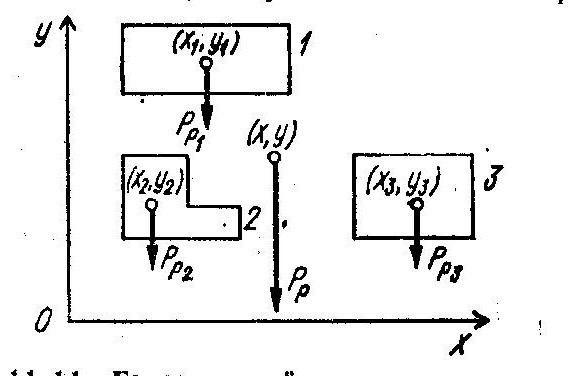 y
(x₁, y₁)
1
Pp1
(x, y)
(x₂, y₂)
2
Pp2
Pp
(x₃, y₃)
3
Pp3
0
x